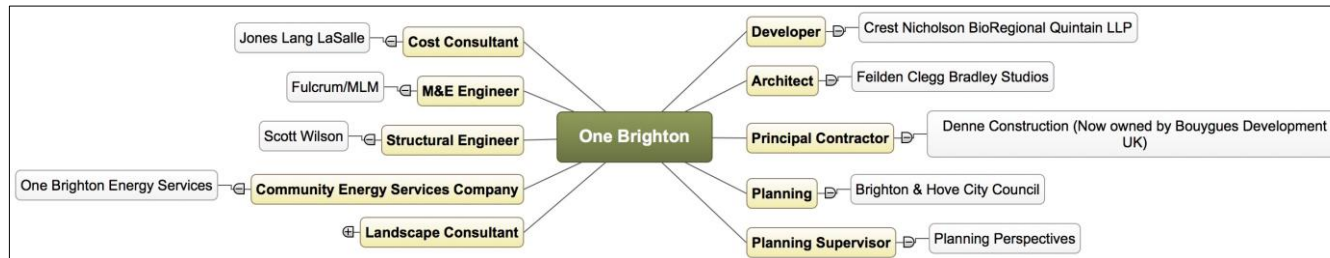 Jones Lang LaSalle
Cost Consultant
Fulcrum/MLM
M&E Engineer
Scott Wilson
Structural Engineer
One Brighton Energy Services
Community Energy Services Company
Landscape Consultant
One Brighton
Developer
Crest Nicholson BioRegional Quintain LLP
Architect
Feilden Clegg Bradley Studios
Principal Contractor
Denne Construction (Now owned by Bouygues Development
UK)
Planning
Brighton & Hove City Council
Planning Supervisor
Planning Perspectives